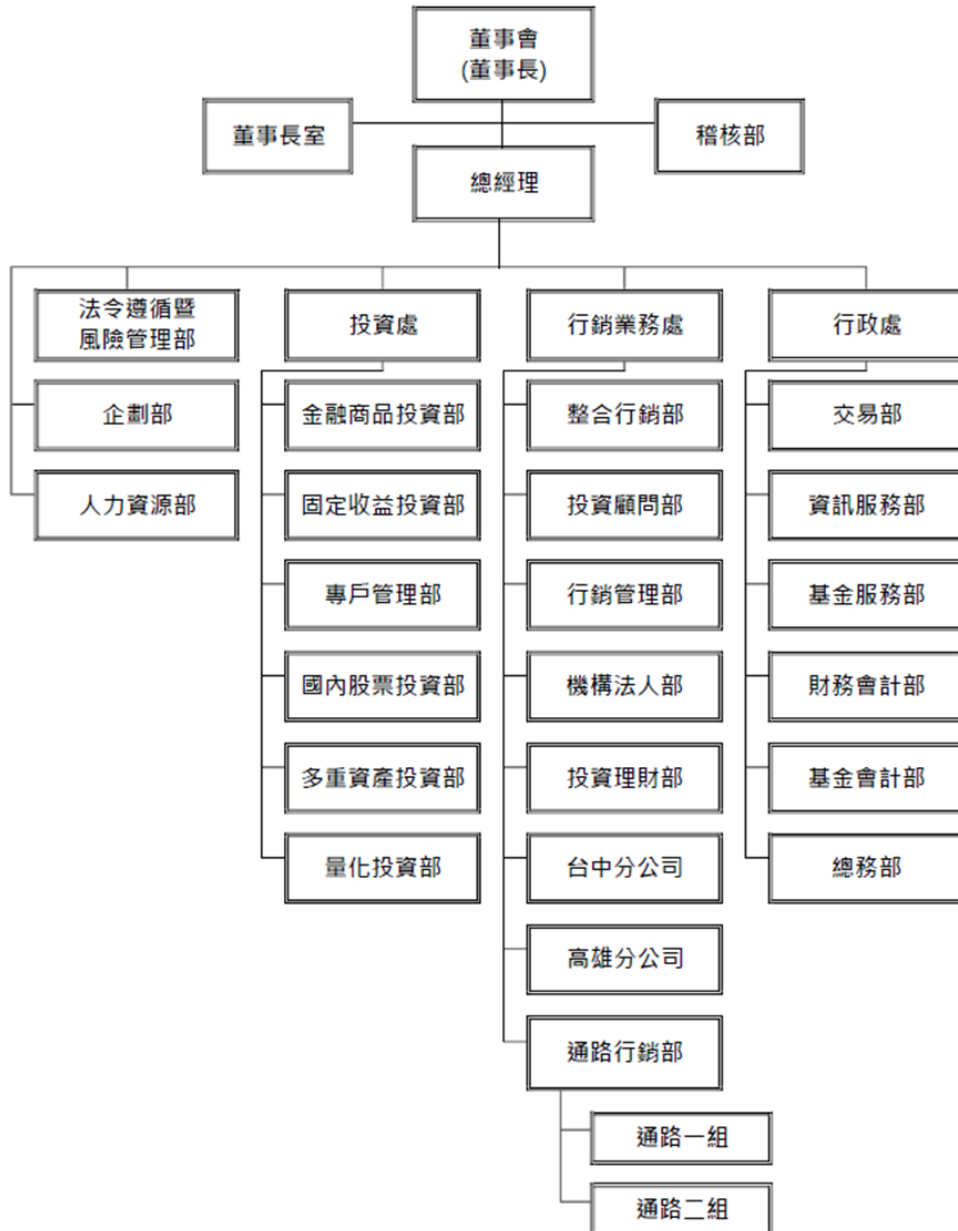 董事會
(董事長)
董事長室
稽核部
總經理
法令遵循暨
風險管理部
投資處
行銷業務處
行政處
企劃部
金融商品投資部
整合行銷部
交易部
人力資源部
固定收益投資部
投資顧問部
資訊服務部
專戶管理部
行銷管理部
基金服務部
國內股票投資部
機構法人部
財務會計部
多重資產投資部
投資理財部
基金會計部
量化投資部
台中分公司
總務部
高雄分公司
通路行銷部
通路一組
通路二組